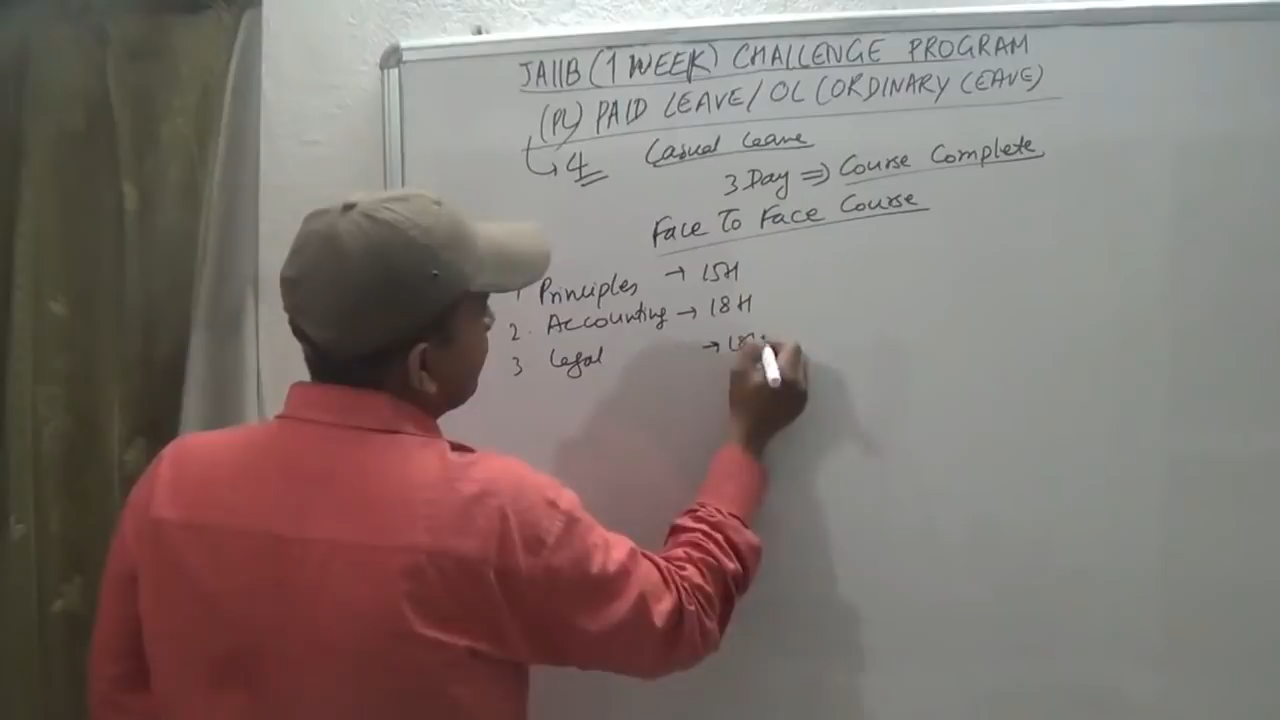 JAIIB (1 WEEK) CHALLENGE PROGRAM
(PL) PAID LEAVE/OL (ORDINARY LEAVE)
↳ 4 Casual Leave
3 Day ⇒ Course Complete
Face To Face Course
1 Principles → 15H
2. Accounting → 18H
3 Legal → 18